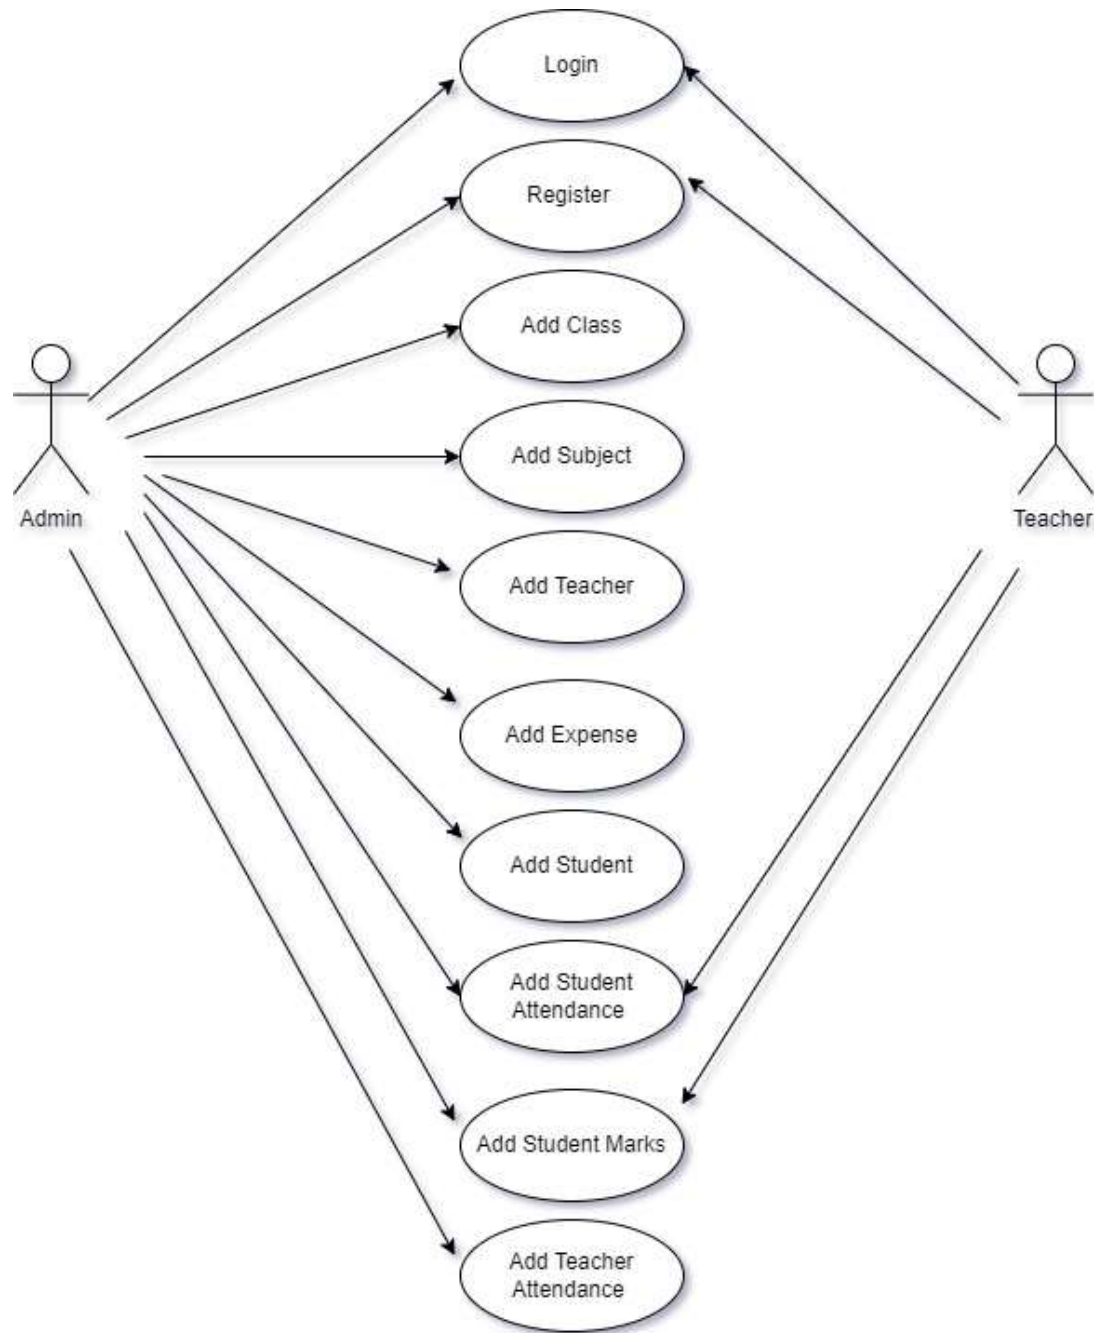 Login
Register
Add Class
Add Subject
Admin
Teacher
Add Teacher
Add Expense
Add Student
Add Student
Attendance
Add Student Marks
Add Teacher
Attendance